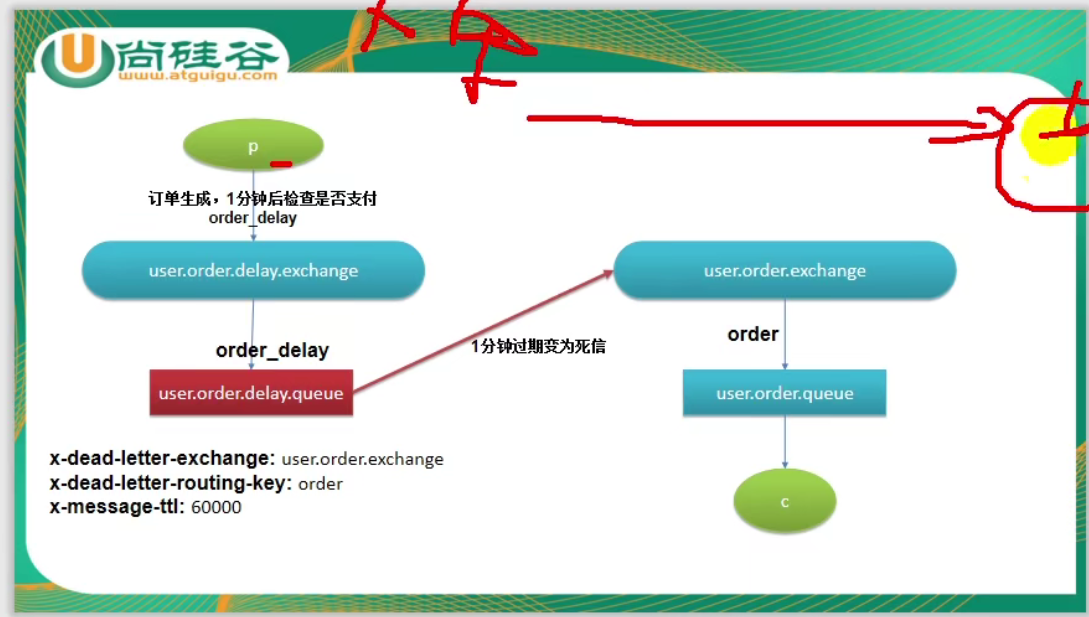 尚硅谷
www.atguigu.com
p
订单生成，1分钟后检查是否支付
order_delay
user.order.delay.exchange
user.order.exchange
order_delay
1分钟过期变为死信
order
user.order.delay.queue
user.order.queue
x-dead-letter-exchange: user.order.exchange
x-dead-letter-routing-key: order
x-message-ttl: 60000
c